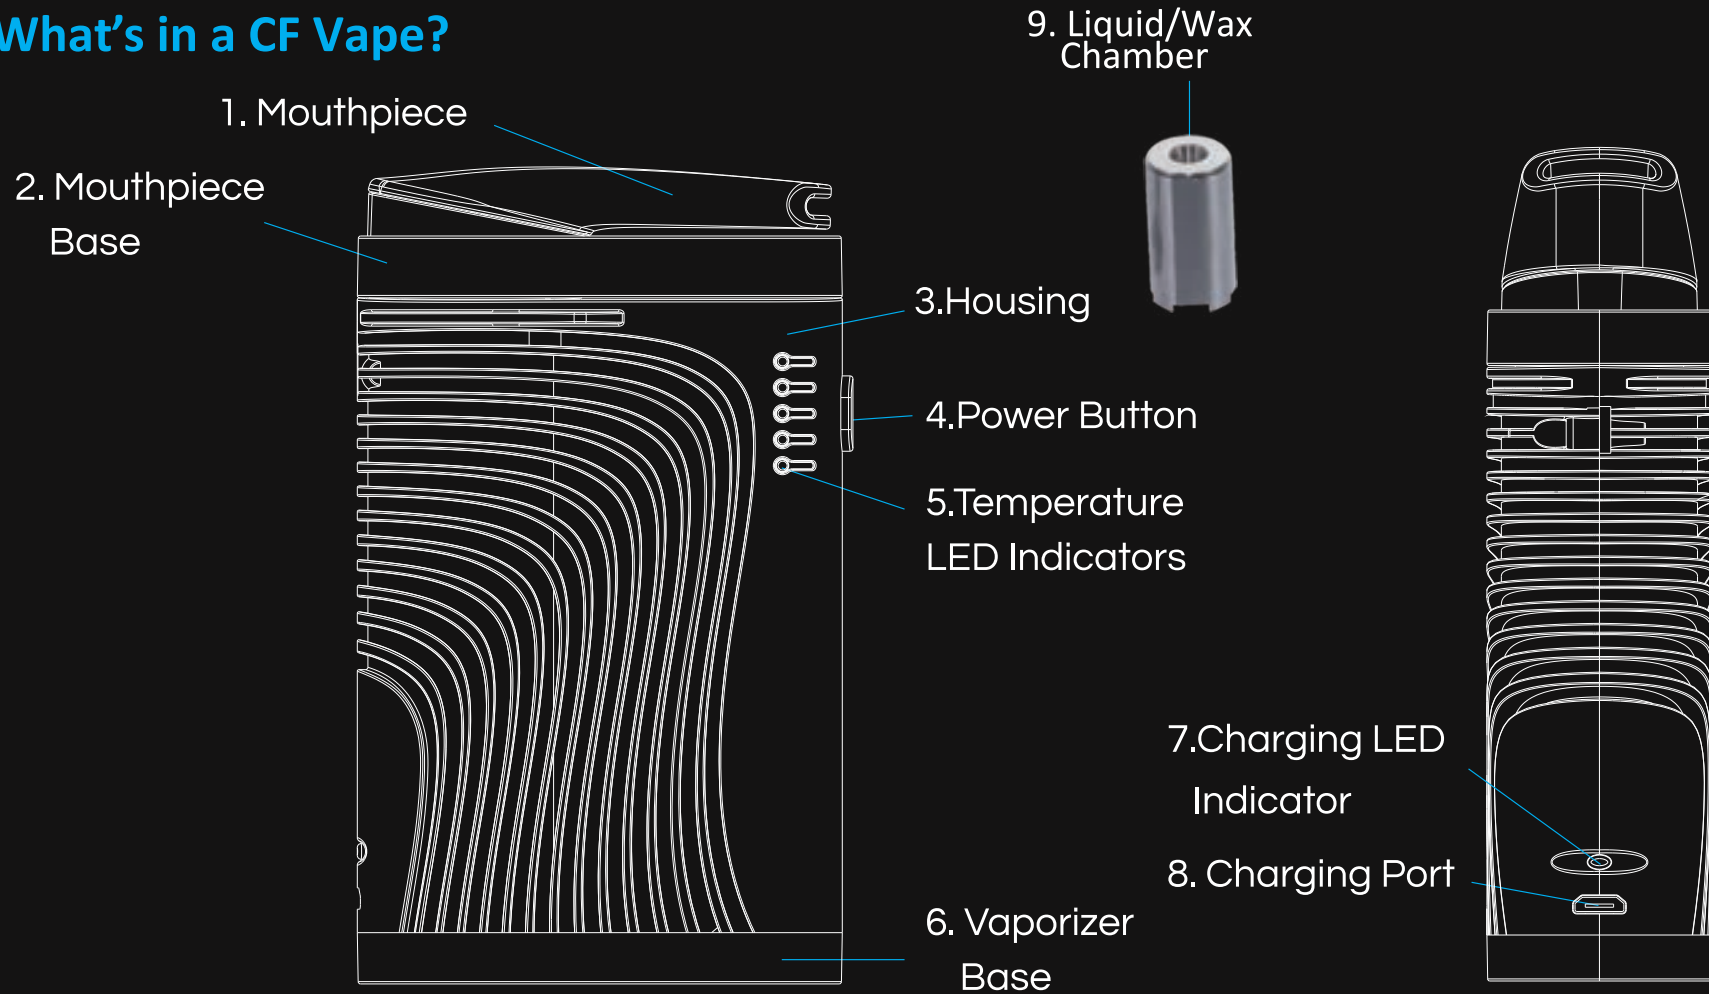 What's in a CF Vape?
9. Liquid/Wax
Chamber
1. Mouthpiece
2. Mouthpiece
Base
3.Housing
4.Power Button
5.Temperature
LED Indicators
7.Charging LED
Indicator
8. Charging Port
6. Vaporizer
Base